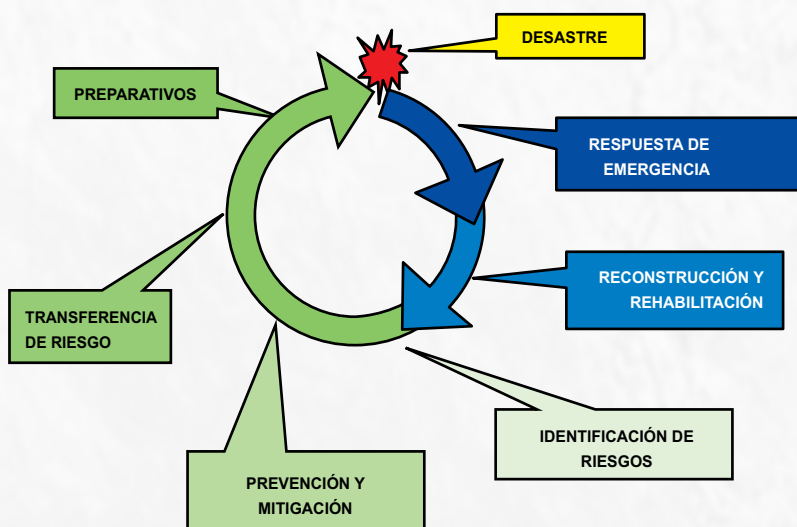 DESASTRE
PREPARATIVOS
RESPUESTA DE
EMERGENCIA
RECONSTRUCCIÓN Y
REHABILITACIÓN
TRANSFERENCIA
DE RIESGO
IDENTIFICACIÓN DE
RIESGOS
PREVENCIÓN Y
MITIGACIÓN